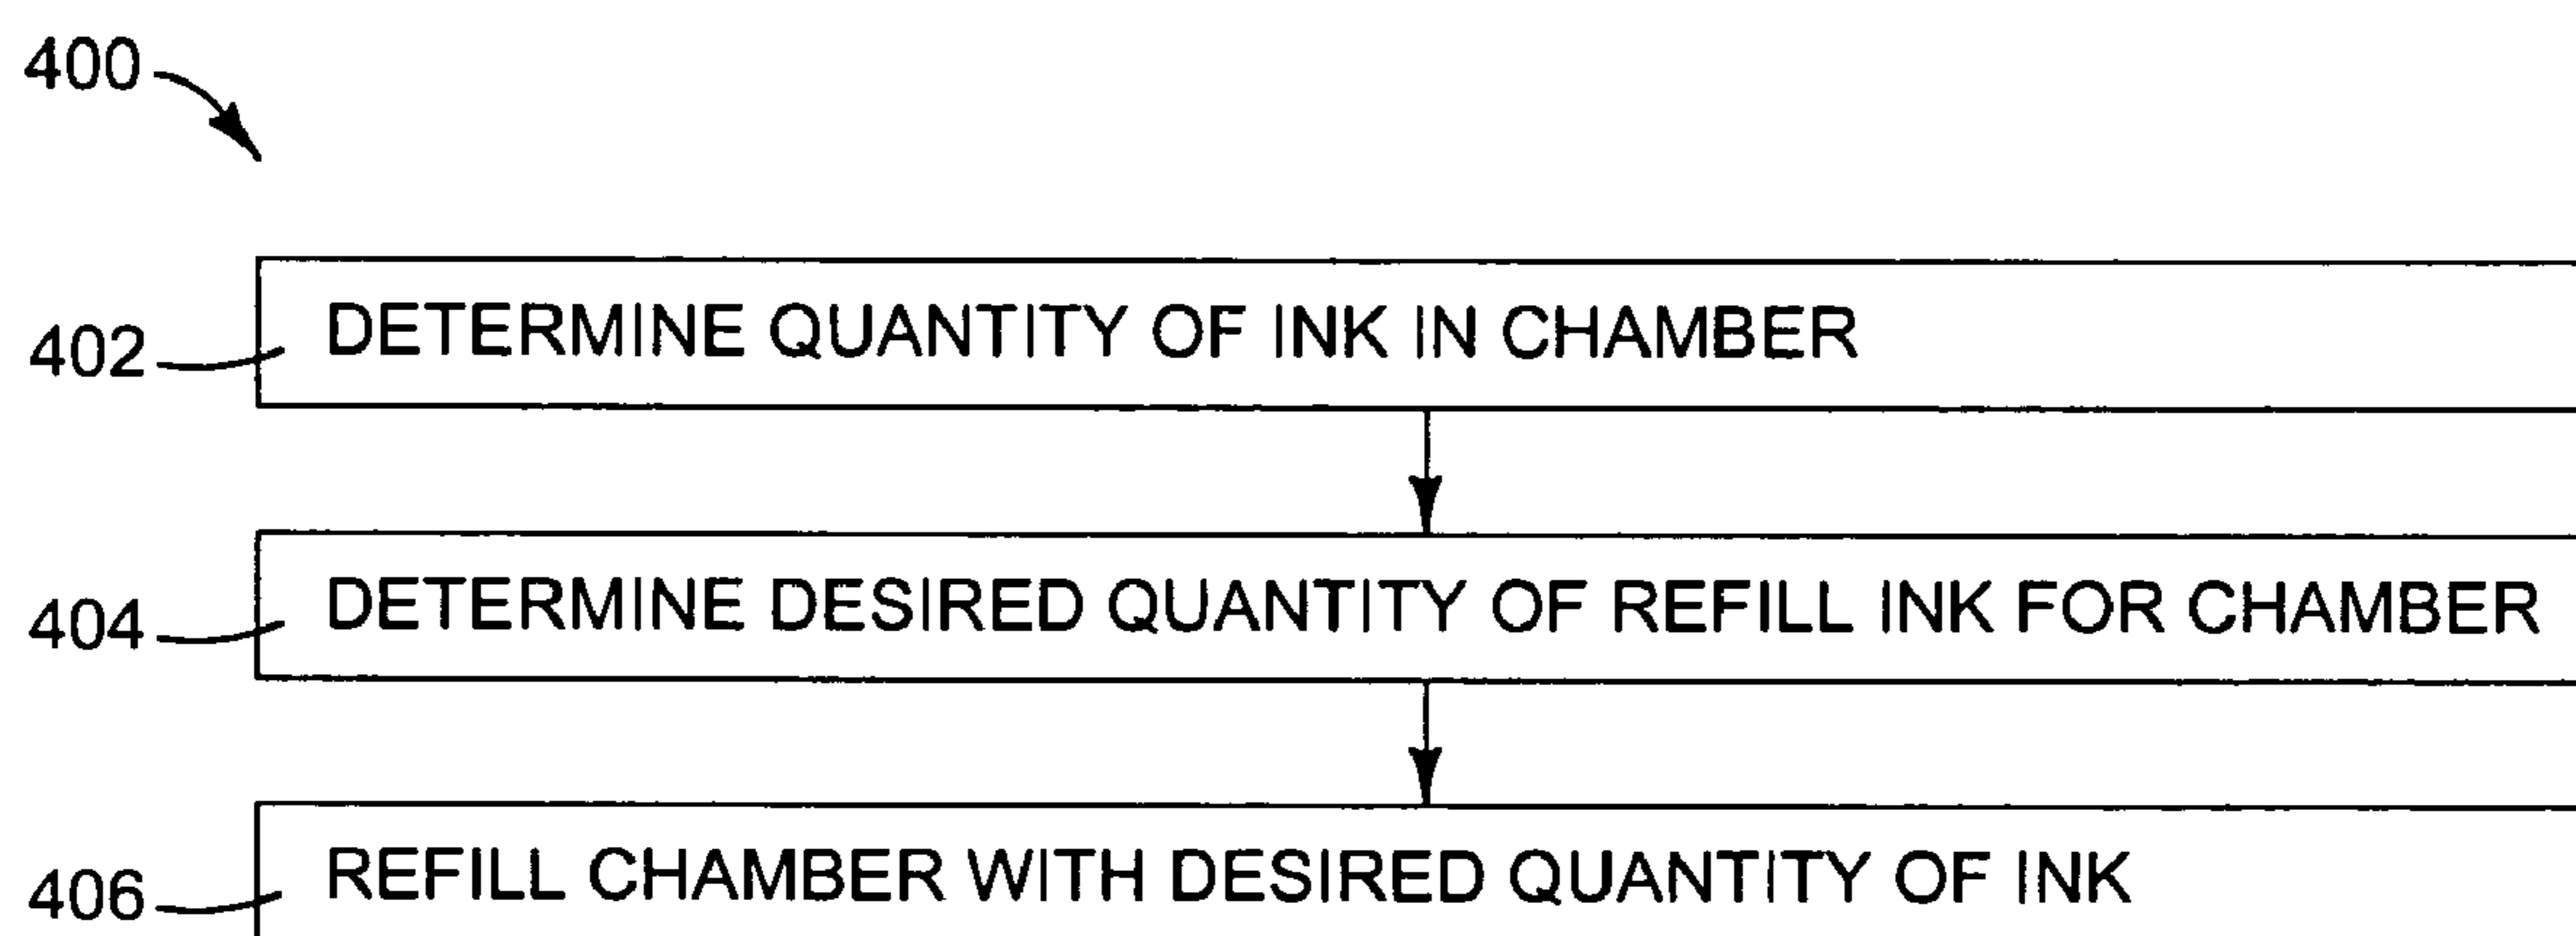 400
402 DETERMINE QUANTITY OF INK IN CHAMBER
404 DETERMINE DESIRED QUANTITY OF REFILL INK FOR CHAMBER
406 REFILL CHAMBER WITH DESIRED QUANTITY OF INK